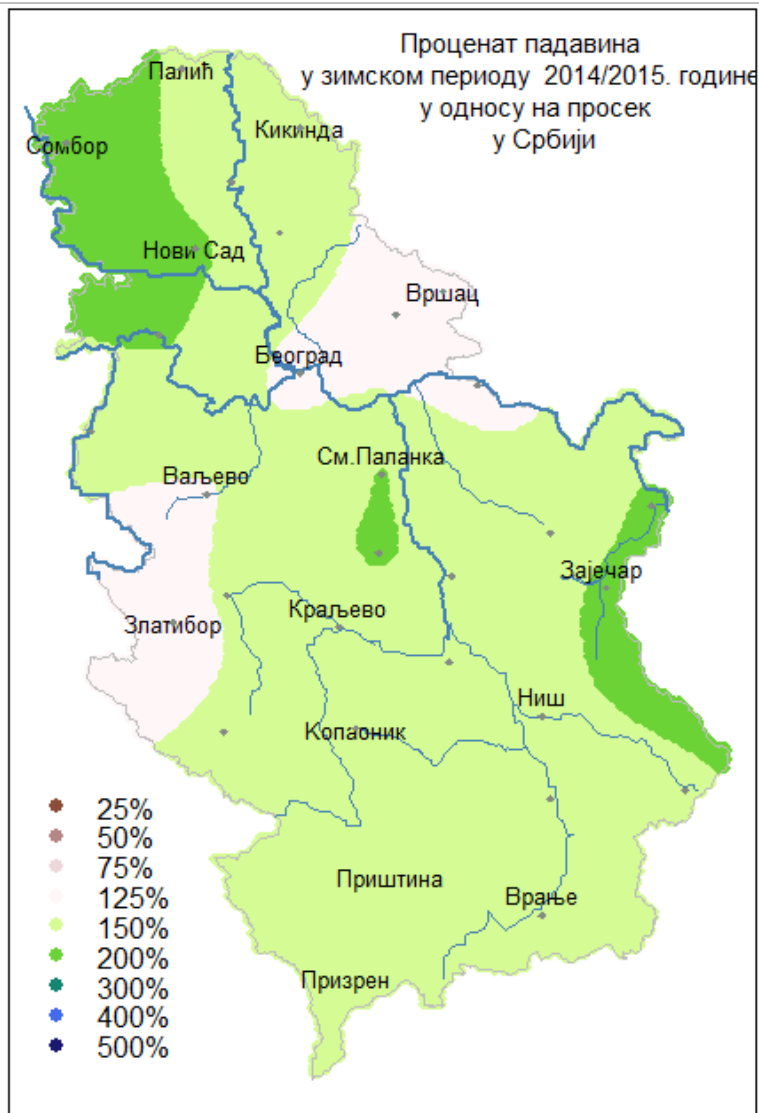 Проценат падавина
у зимском периоду 2014/2015. године
у односу на просек
у Србији
Палић
Кикинда
Сомбор
Нови Сад
Вршац
Београд
См.Паланка
Ваљево
Зајечар
Краљево
Златибор
Ниш
Копаоник
Приштина
Врање
Призрен
25%
50%
75%
125%
150%
200%
300%
400%
500%